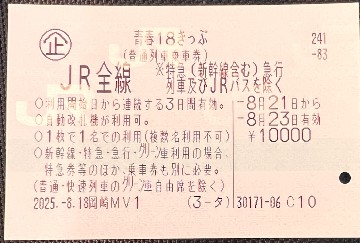 企 青春18きっぷ 241
(普通列車乗車券) -83
JR全線 ※特急(新幹線含む)急行
列車及びJRバスを除く
○利用開始日から連続する3日間有効。 -8月21日から
○自動改札機が利用可。 -8月23日有効
○1枚で1名での利用(複数名利用不可) ¥10000
○新幹線・特急・急行・グリーン車利用の場合、
特急券等のほか、乗車券も別に必要。
(普通・快速列車のグリーン車自由席を除く)
2025.-8.18岡崎MV1 (3-タ) 30171-06 C10